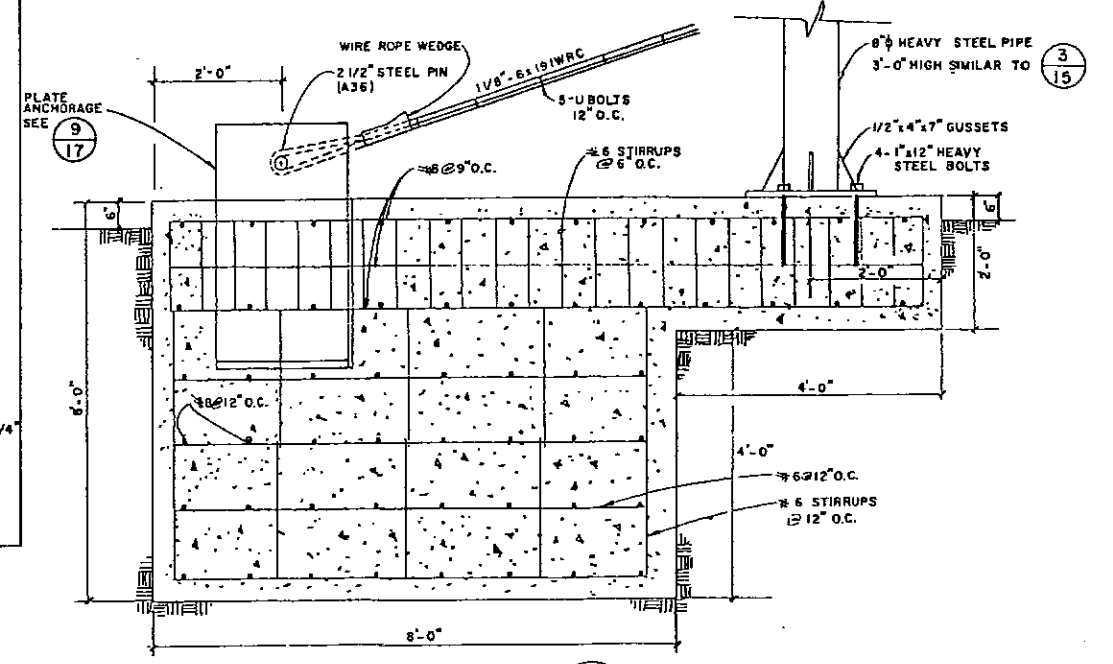 WIRE ROPE WEDGE
2 1/2" STEEL PIN
(A36)
1 1/8"-6x19IWRC
5-U BOLTS
12" O.C.
2'-0"
PLATE
ANCHORAGE
SEE
9
17
8"ϕ HEAVY STEEL PIPE
3'-0" HIGH SIMILAR TO
3
15
1/2"x4"x7" GUSSETS
4-1"x12" HEAVY
STEEL BOLTS
#8@9"O.C.
#6 STIRRUPS
@6"O.C.
6"
6"
2'-0"
2'-0"
4'-0"
6'-0"
#8@12"O.C.
/4"
4'-0"
#6@12"O.C.
#6 STIRRUPS
@12"O.C.
8'-0"